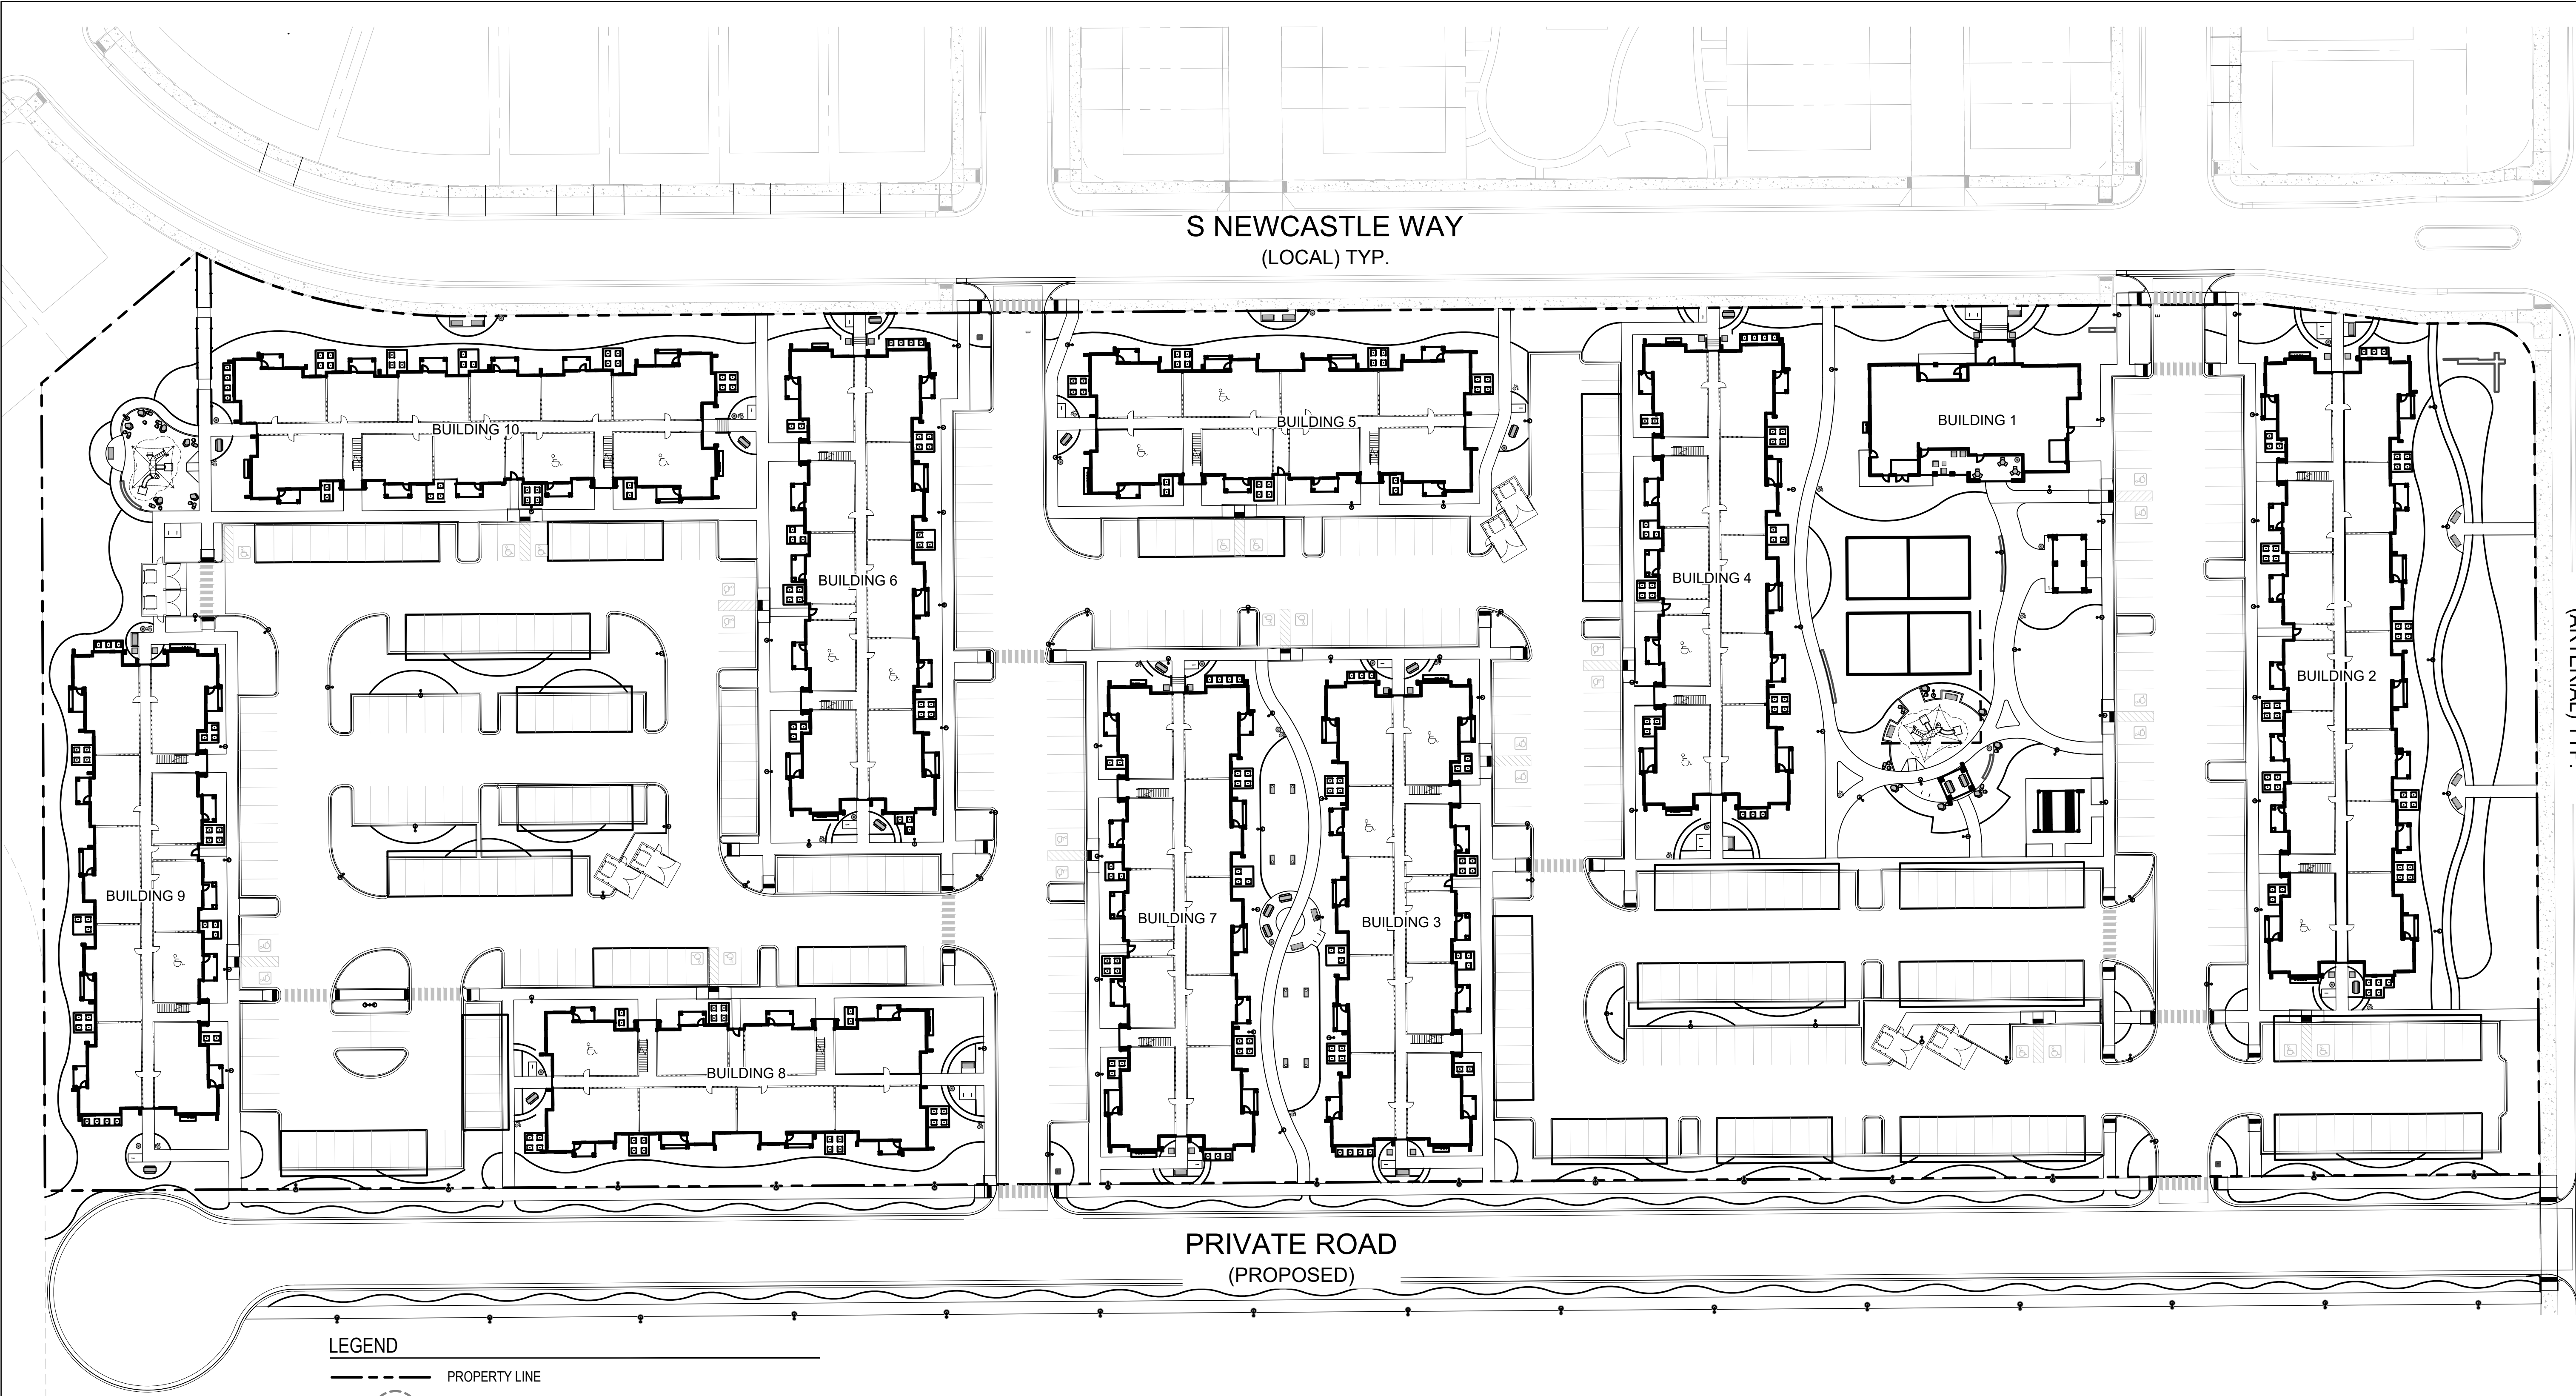 S NEWCASTLE WAY
(LOCAL) TYP.
BUILDING 10
BUILDING 5
BUILDING 1
BUILDING 6
BUILDING 4
BUILDING 2
BUILDING 9
BUILDING 7
BUILDING 3
BUILDING 8
PRIVATE ROAD
(PROPOSED)
LEGEND
PROPERTY LINE